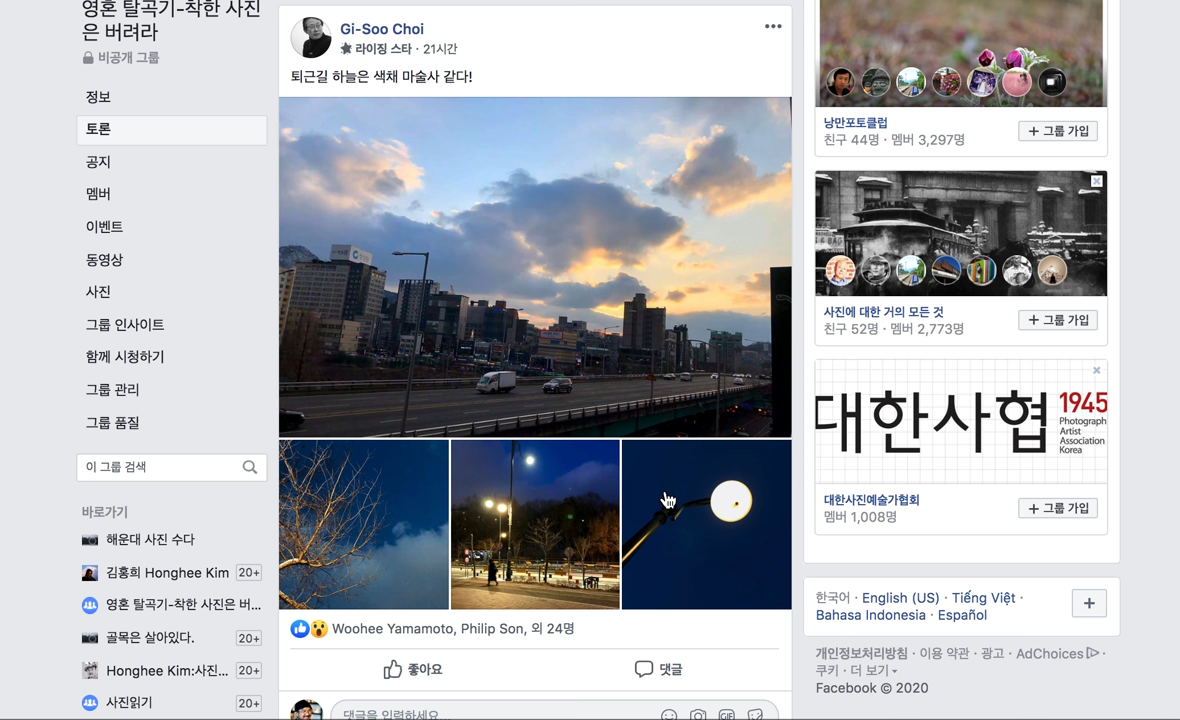 영혼 탈곡기-착한 사진
은 버려라
비공개 그룹
정보
토론
공지
멤버
이벤트
동영상
사진
그룹 인사이트
함께 시청하기
그룹 관리
그룹 품질
이 그룹 검색
바로가기
해운대 사진 수다
김홍희 Honghee Kim 20+
영혼 탈곡기-착한 사진은 버...
골목은 살아있다. 20+
Honghee Kim:사진... 20+
사진읽기 20+
Gi-Soo Choi
라이징 스타 · 21시간
퇴근길 하늘은 색채 마술사 같다!
Woohee Yamamoto, Philip Son, 외 24명
좋아요 댓글
댓글을 입력하세요...
GIF
낭만포토클럽
친구 44명 · 멤버 3,297명
+ 그룹 가입
사진에 대한 거의 모든 것
친구 52명 · 멤버 2,773명
+ 그룹 가입
대한사협 1945
Photograph
Artist
Association
Korea
대한사진예술가협회
멤버 1,008명
+ 그룹 가입
한국어 · English (US) · Tiếng Việt ·
Bahasa Indonesia · Español
개인정보처리방침 · 이용 약관 · 광고 · AdChoices ·
쿠키 · 더 보기
Facebook © 2020